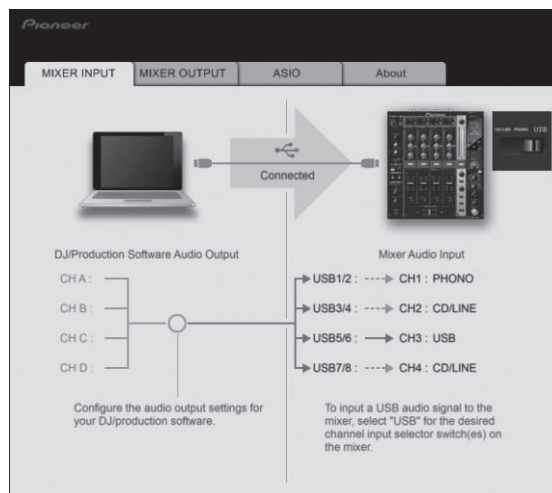 Pioneer
MIXER INPUT
MIXER OUTPUT
ASIO
About
CD/LINE PHONO USB
Connected
DJ/Production Software Audio Output
Mixer Audio Input
CH A :
CH B :
CH C :
CH D :
USB1/2 : CH1 : PHONO
USB3/4 : CH2 : CD/LINE
USB5/6 : CH3 : USB
USB7/8 : CH4 : CD/LINE
Configure the audio output settings for
your DJ/production software.
To input a USB audio signal to the
mixer, select "USB" for the desired
channel input selector switch(es) on
the mixer.